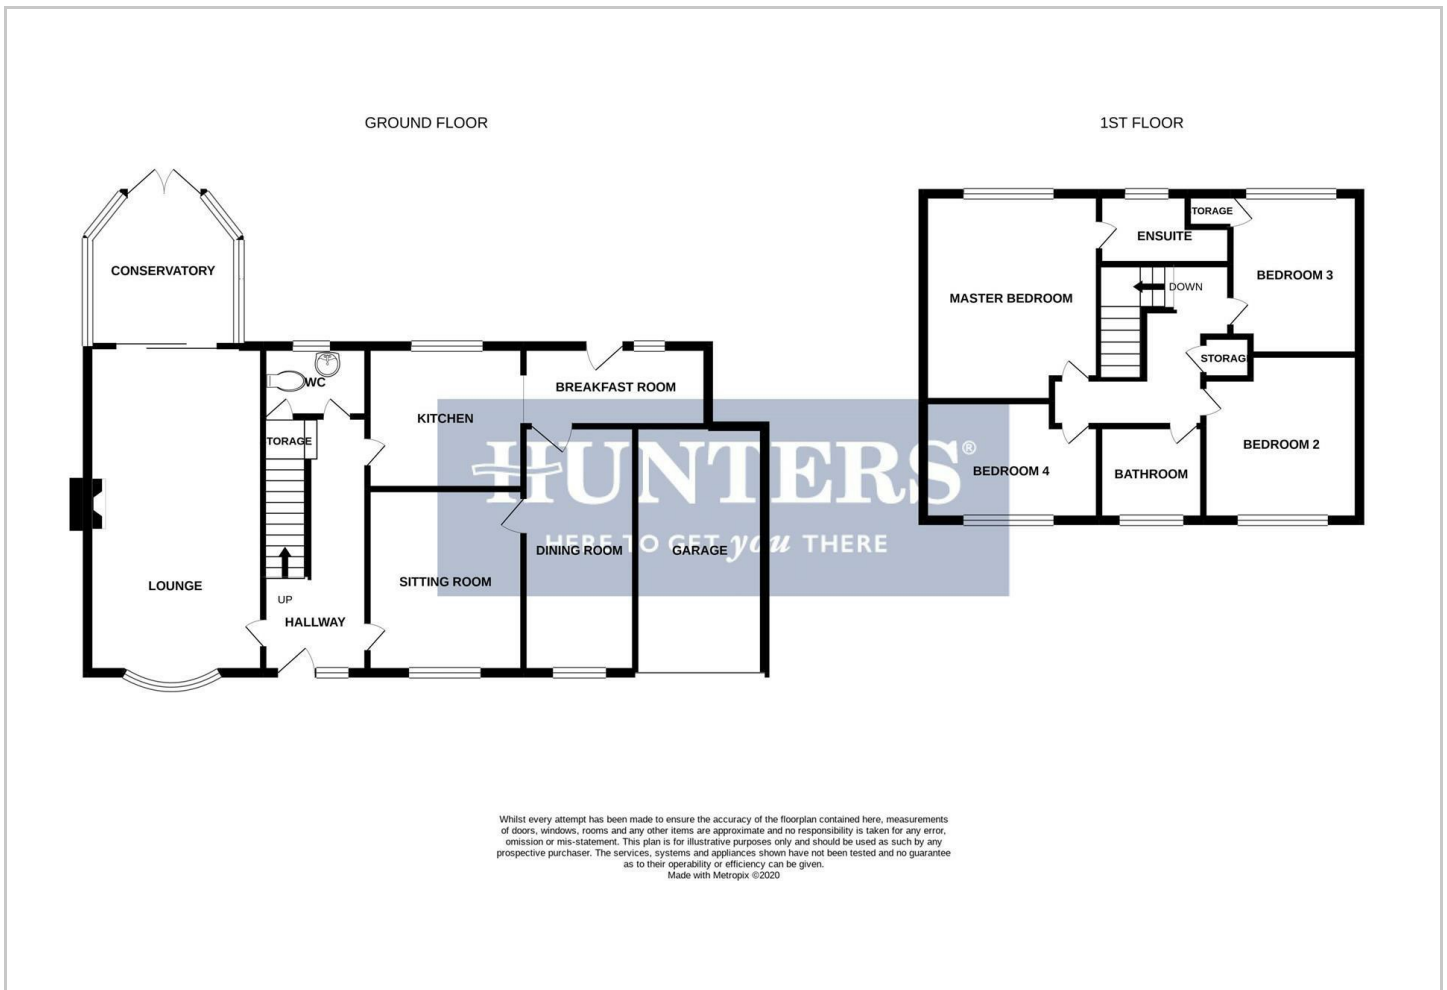 GROUND FLOOR
1ST FLOOR
CONSERVATORY
WC
TORAGE
KITCHEN
BREAKFAST ROOM
LOUNGE
UP
HALLWAY
SITTING ROOM
DINING ROOM
GARAGE
MASTER BEDROOM
ENSUITE
TORAGE
BEDROOM 3
DOWN
STORAG
BEDROOM 2
BEDROOM 4
BATHROOM
HUNTERS®
HERE TO GET you THERE
Whilst every attempt has been made to ensure the accuracy of the floorplan contained here, measurements
of doors, windows, rooms and any other items are approximate and no responsibility is taken for any error,
omission or mis-statement. This plan is for illustrative purposes only and should be used as such by any
prospective purchaser. The services, systems and appliances shown have not been tested and no guarantee
as to their operability or efficiency can be given.
Made with Metropix ©2020